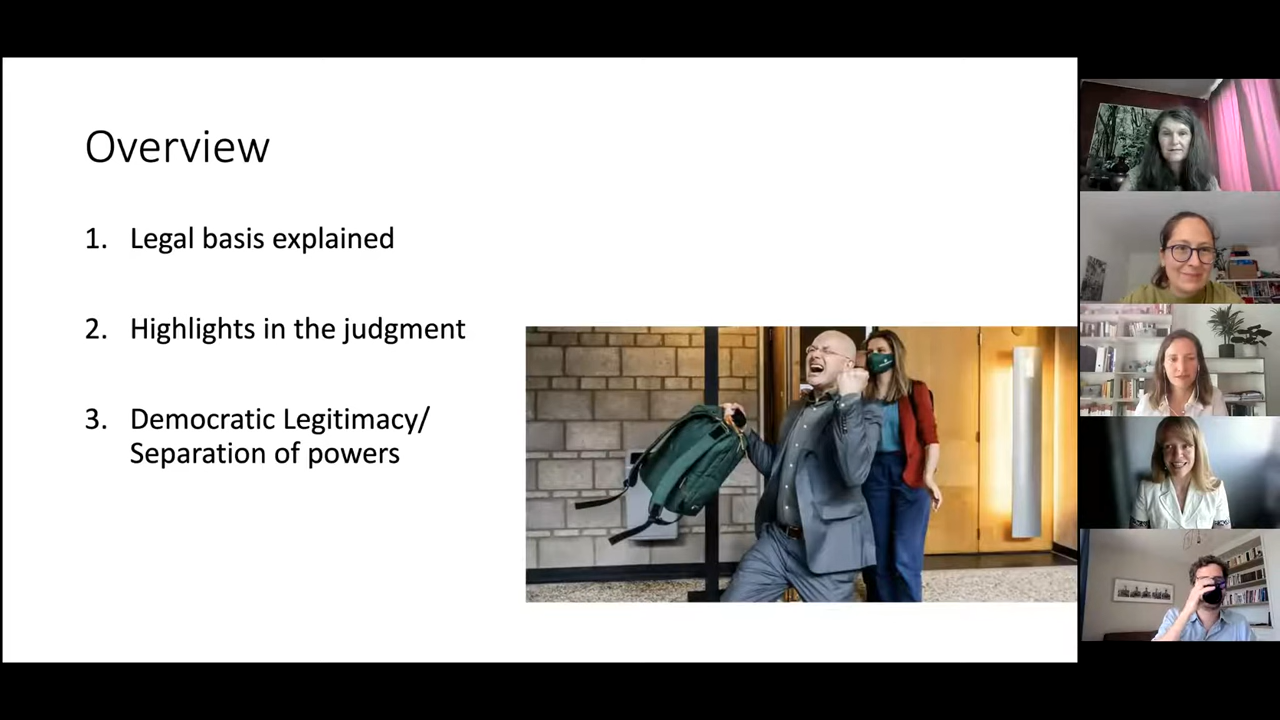 Overview
1. Legal basis explained
2. Highlights in the judgment
3. Democratic Legitimacy/
Separation of powers